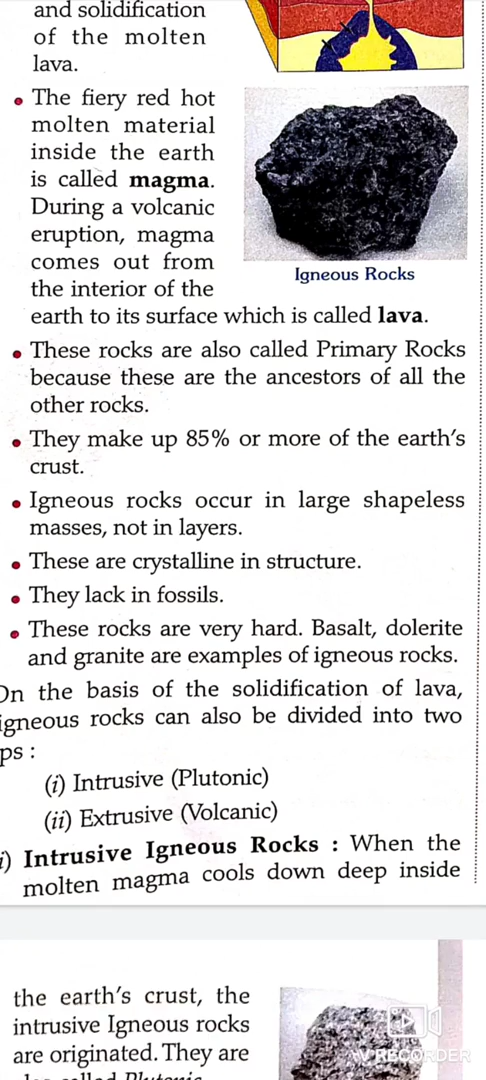 and solidification
of the molten
lava.
• The fiery red hot
molten material
inside the earth
is called magma.
During a volcanic
eruption, magma
comes out from
the interior of the
earth to its surface which is called lava.
Igneous Rocks
• These rocks are also called Primary Rocks
because these are the ancestors of all the
other rocks.
• They make up 85% or more of the earth's
crust.
• Igneous rocks occur in large shapeless
masses, not in layers.
• These are crystalline in structure.
• They lack in fossils.
• These rocks are very hard. Basalt, dolerite
and granite are examples of igneous rocks.
On the basis of the solidification of lava,
igneous rocks can also be divided into two
ps :
(i) Intrusive (Plutonic)
(ii) Extrusive (Volcanic)
i) Intrusive Igneous Rocks : When the
molten magma cools down deep inside
the earth's crust, the
intrusive Igneous rocks
are originated. They are
also called Plutonic
RECORDER